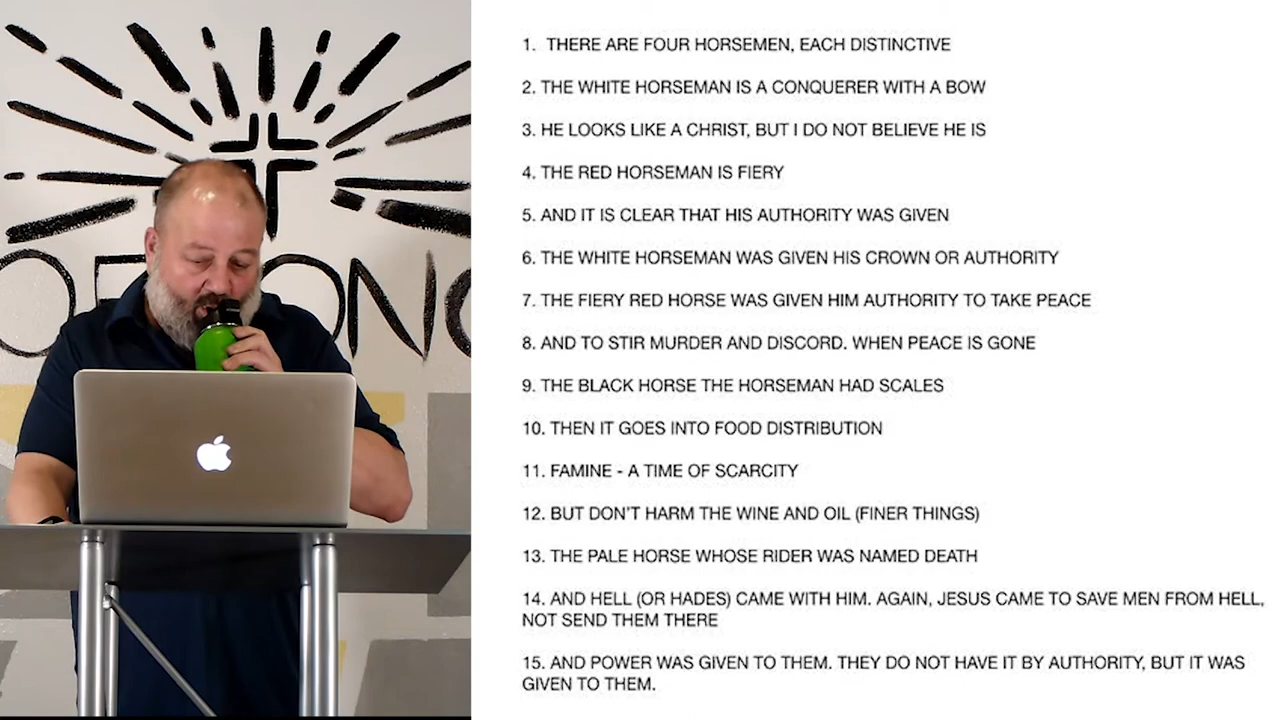 1. THERE ARE FOUR HORSEMEN, EACH DISTINCTIVE
2. THE WHITE HORSEMAN IS A CONQUERER WITH A BOW
3. HE LOOKS LIKE A CHRIST, BUT I DO NOT BELIEVE HE IS
4. THE RED HORSEMAN IS FIERY
5. AND IT IS CLEAR THAT HIS AUTHORITY WAS GIVEN
6. THE WHITE HORSEMAN WAS GIVEN HIS CROWN OR AUTHORITY
7. THE FIERY RED HORSE WAS GIVEN HIM AUTHORITY TO TAKE PEACE
8. AND TO STIR MURDER AND DISCORD. WHEN PEACE IS GONE
9. THE BLACK HORSE THE HORSEMAN HAD SCALES
10. THEN IT GOES INTO FOOD DISTRIBUTION
11. FAMINE - A TIME OF SCARCITY
12. BUT DON'T HARM THE WINE AND OIL (FINER THINGS)
13. THE PALE HORSE WHOSE RIDER WAS NAMED DEATH
14. AND HELL (OR HADES) CAME WITH HIM. AGAIN, JESUS CAME TO SAVE MEN FROM HELL,
NOT SEND THEM THERE
15. AND POWER WAS GIVEN TO THEM. THEY DO NOT HAVE IT BY AUTHORITY, BUT IT WAS
GIVEN TO THEM.